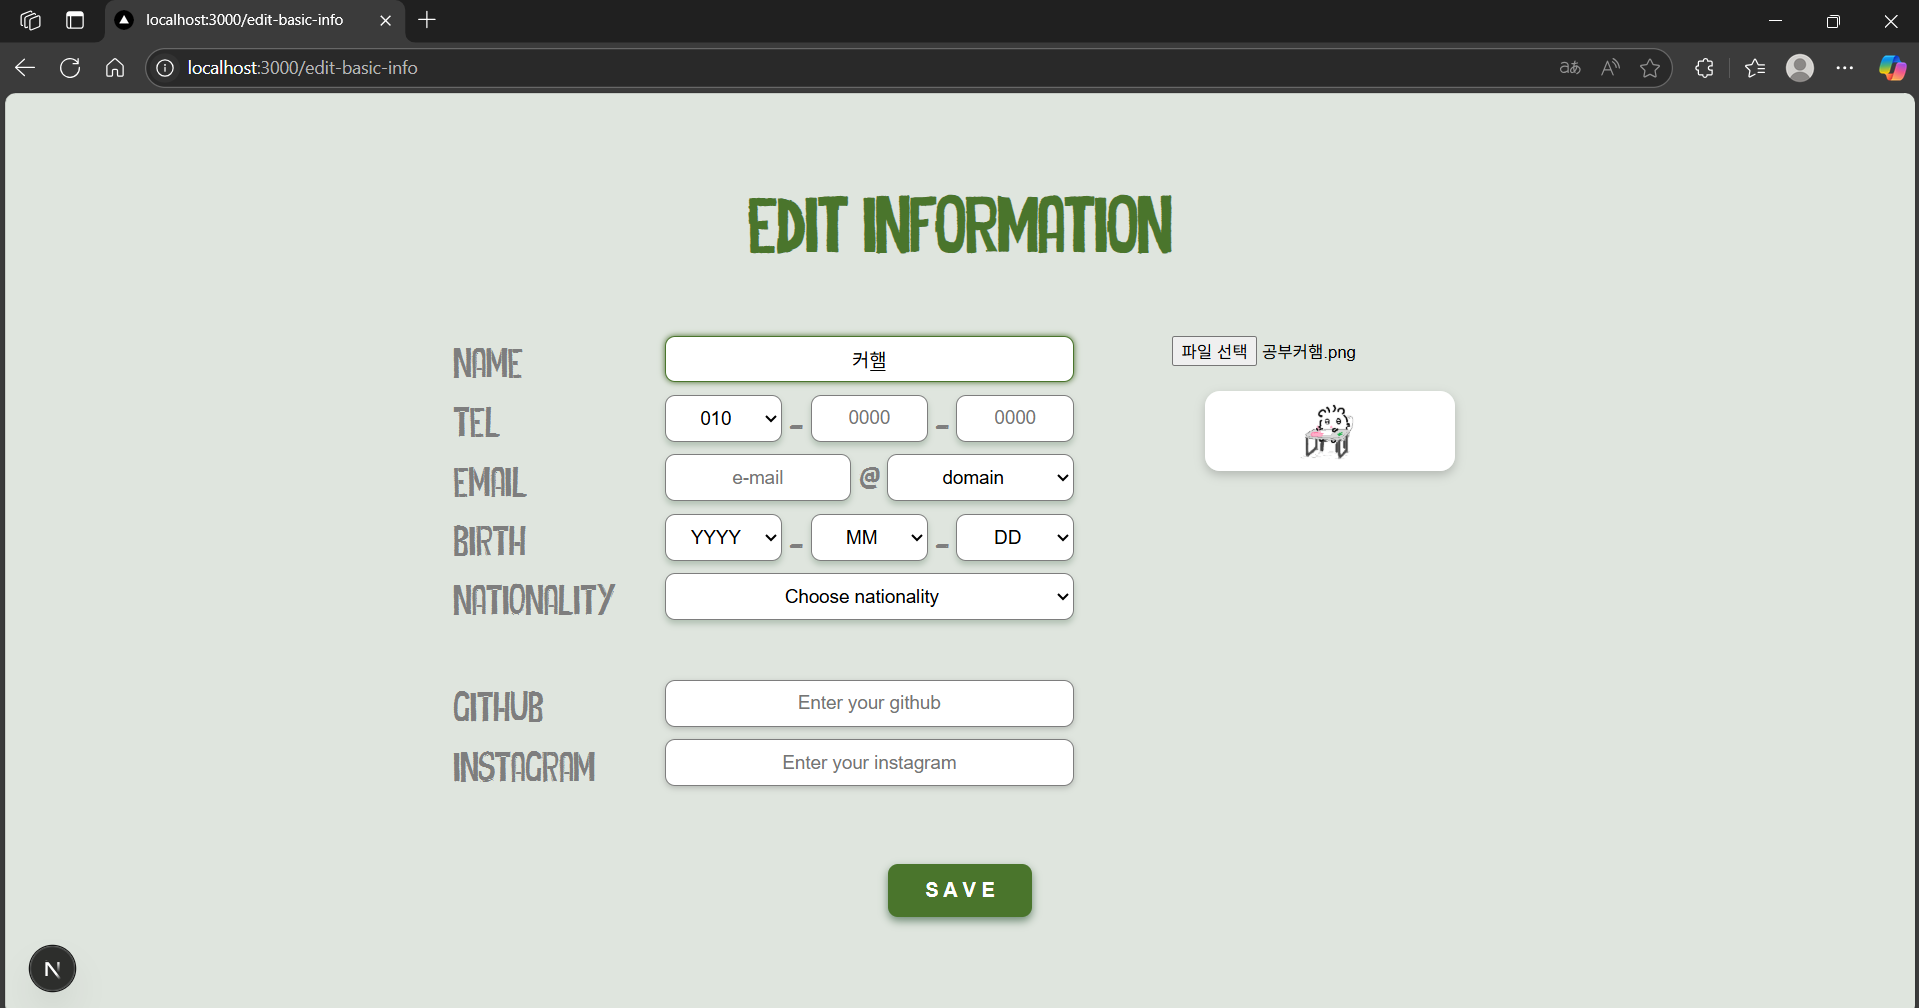 localhost:3000/edit-basic-info
localhost:3000/edit-basic-info
EDIT INFORMATION
NAME 커햄 파일 선택 공부커햄.png
TEL 010 - 0000 - 0000
EMAIL e-mail @ domain
BIRTH YYYY - MM - DD
NATIONALITY Choose nationality
GITHUB Enter your github
INSTAGRAM Enter your instagram
SAVE
N